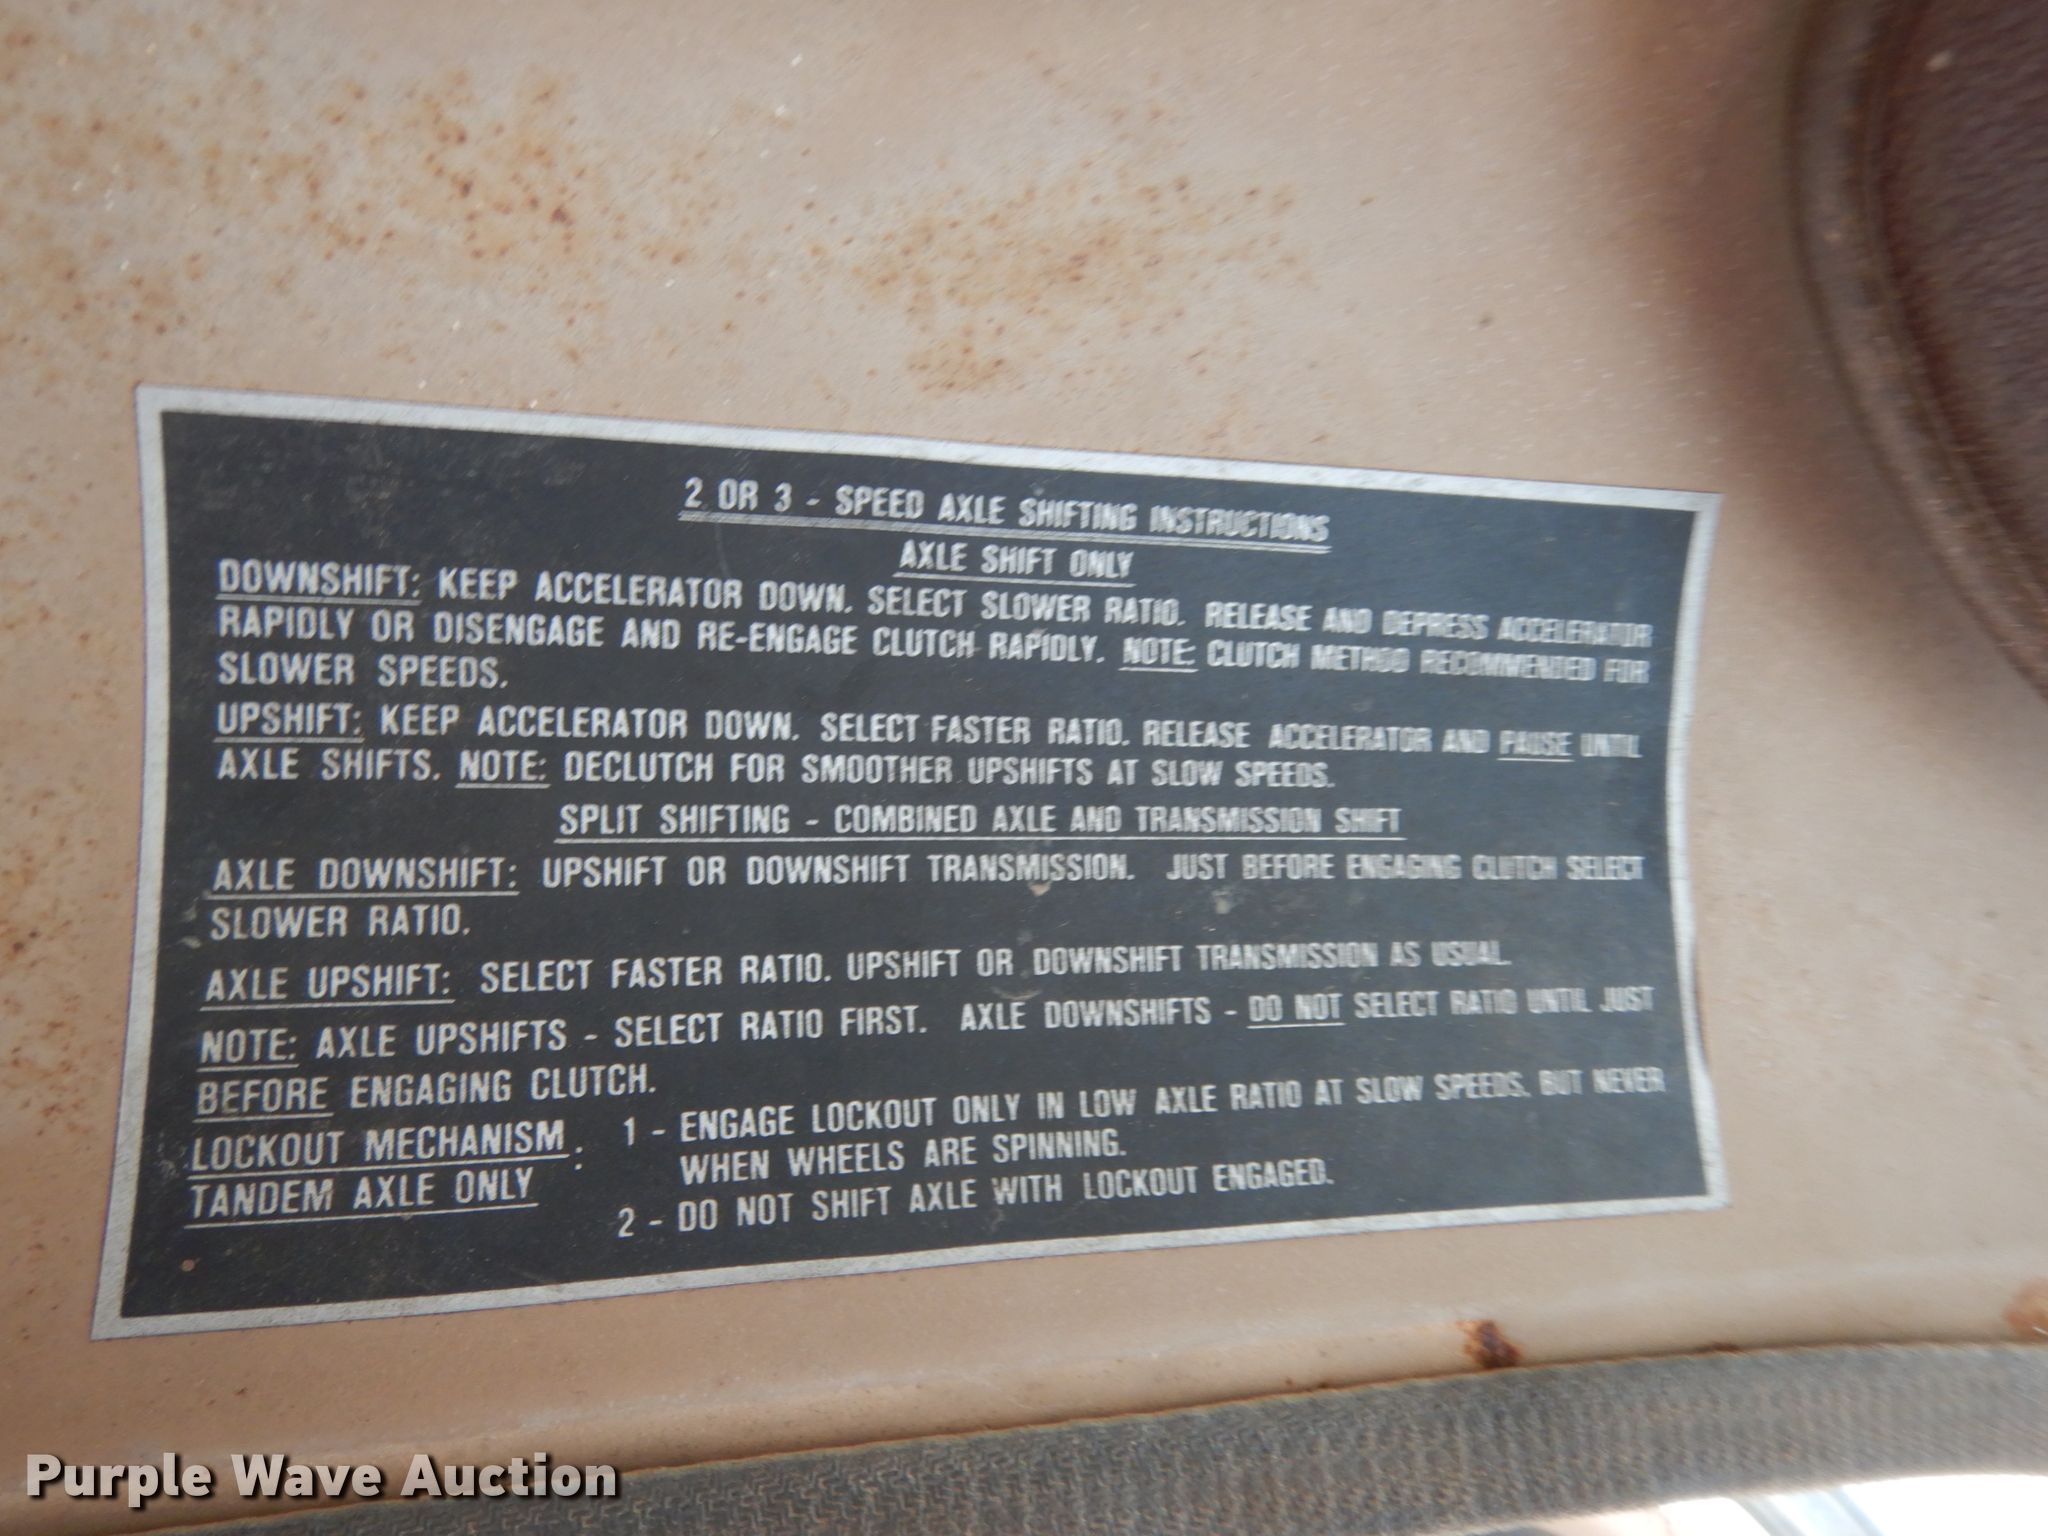 2 OR 3 - SPEED AXLE SHIFTING INSTRUCTIONS
AXLE SHIFT ONLY
DOWNSHIFT: KEEP ACCELERATOR DOWN. SELECT SLOWER RATIO. RELEASE AND DEPRESS ACCELERATOR
RAPIDLY OR DISENGAGE AND RE-ENGAGE CLUTCH RAPIDLY. NOTE: CLUTCH METHOD RECOMMENDED FOR
SLOWER SPEEDS.
UPSHIFT: KEEP ACCELERATOR DOWN. SELECT FASTER RATIO. RELEASE ACCELERATOR AND PAUSE UNTIL
AXLE SHIFTS. NOTE: DECLUTCH FOR SMOOTHER UPSHIFTS AT SLOW SPEEDS.
SPLIT SHIFTING - COMBINED AXLE AND TRANSMISSION SHIFT
AXLE DOWNSHIFT: UPSHIFT OR DOWNSHIFT TRANSMISSION. JUST BEFORE ENGAGING CLUTCH SELECT
SLOWER RATIO.
AXLE UPSHIFT: SELECT FASTER RATIO. UPSHIFT OR DOWNSHIFT TRANSMISSION AS USUAL.
NOTE: AXLE UPSHIFTS - SELECT RATIO FIRST. AXLE DOWNSHIFTS - DO NOT SELECT RATIO UNTIL JUST
BEFORE ENGAGING CLUTCH.
LOCKOUT MECHANISM : 1 - ENGAGE LOCKOUT ONLY IN LOW AXLE RATIO AT SLOW SPEEDS. BUT NEVER
WHEN WHEELS ARE SPINNING.
TANDEM AXLE ONLY 2 - DO NOT SHIFT AXLE WITH LOCKOUT ENGAGED.
Purple Wave Auction